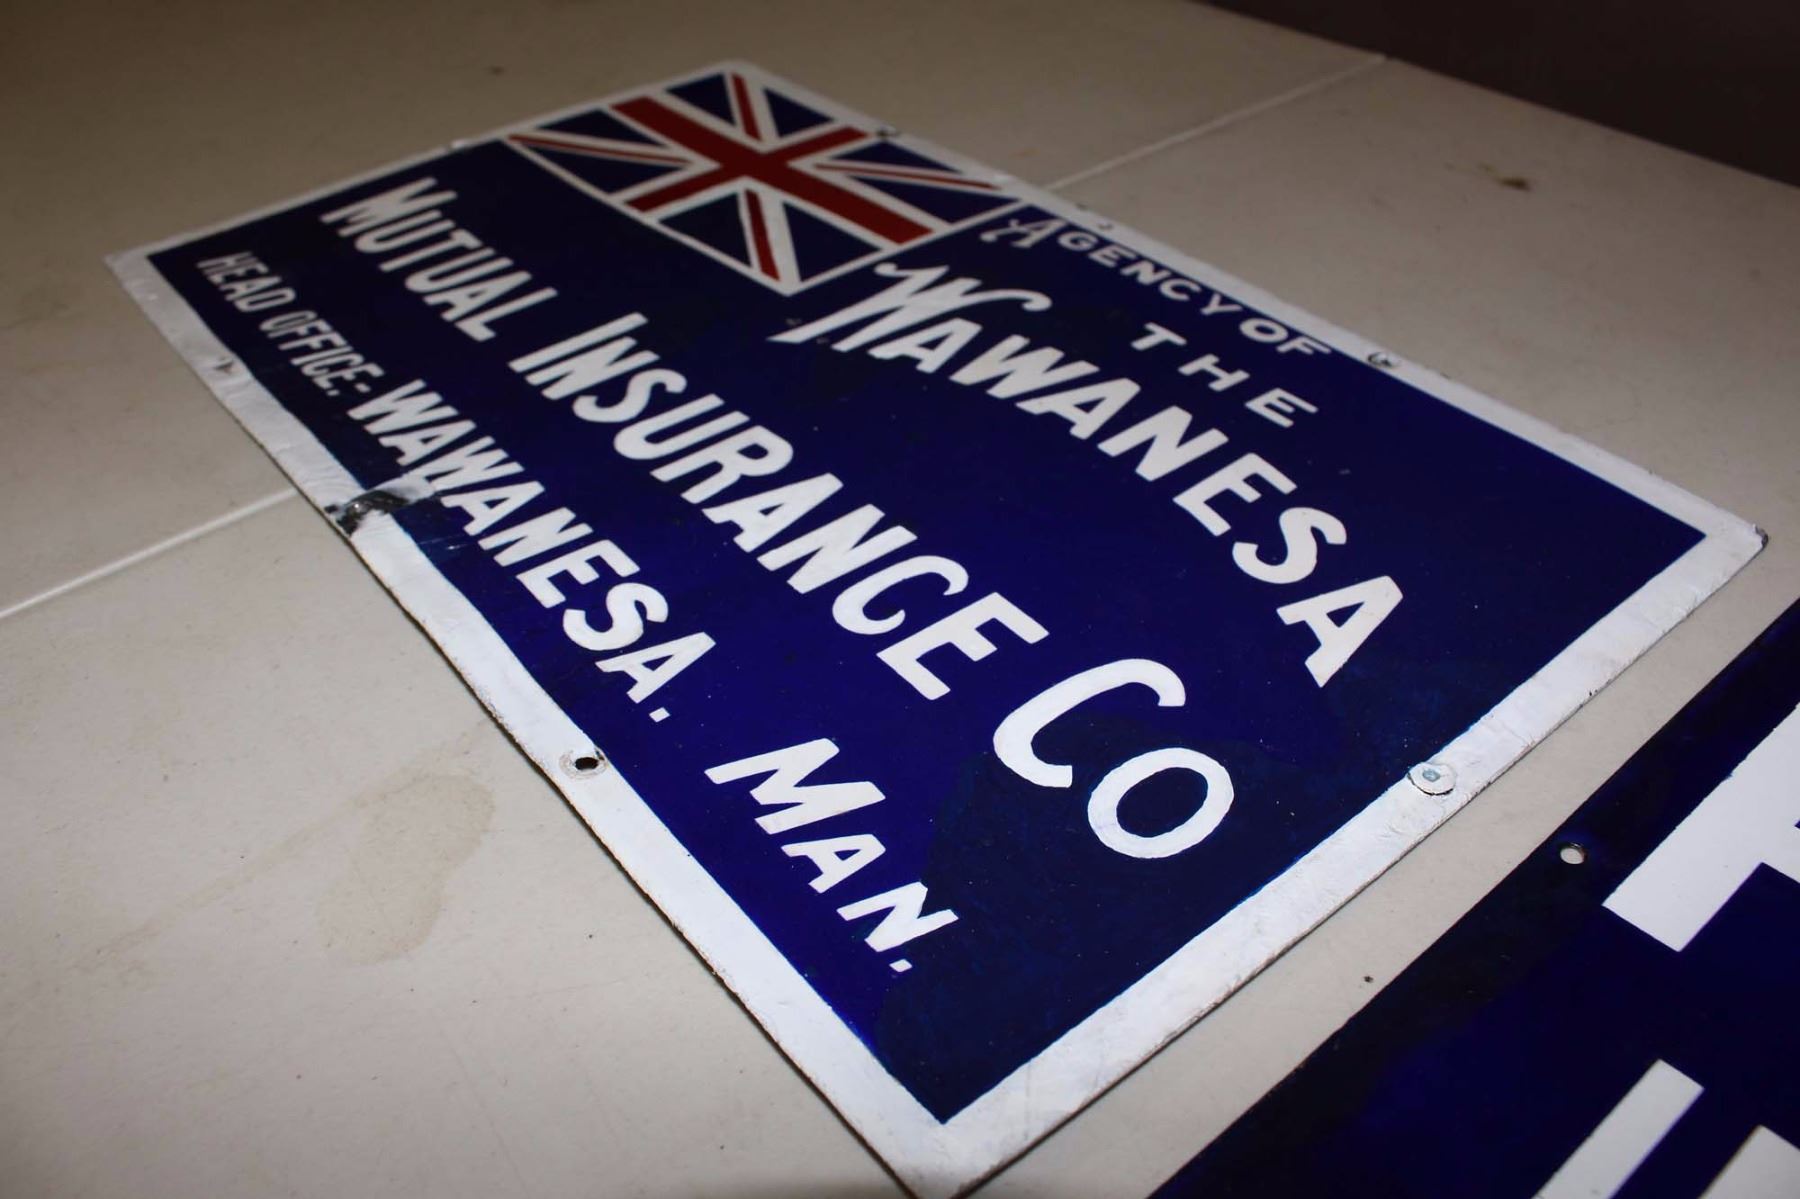 AGENCY OF
THE
WAWANESA
MUTUAL INSURANCE CO
HEAD OFFICE:- WAWANESA. MAN.